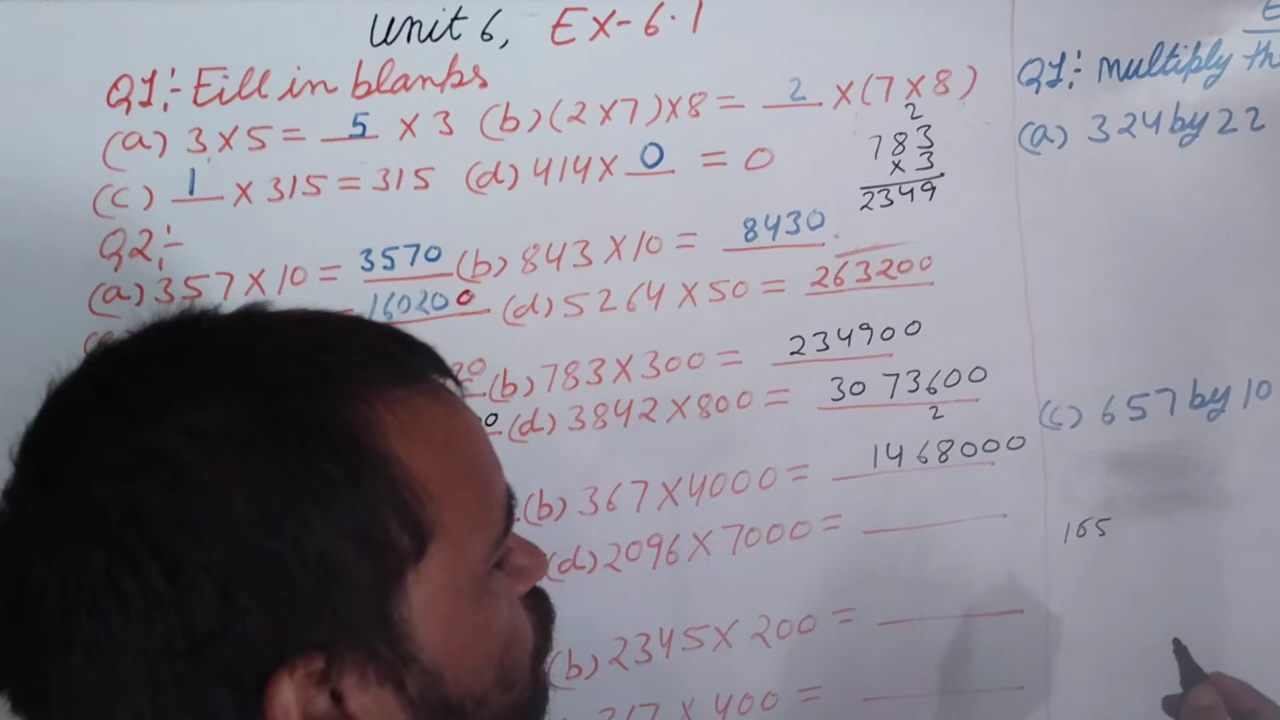 Unit 6, Ex-6.1
Q1:- Fill in blanks
(a) 3 X 5 = 5 X 3 (b) (2 X 7) X 8 = 2 X (7 X 8)
(c) 1 X 315 = 315 (d) 414 X 0 = 0
2
783
x 3
2349
Q2:-
(a) 357 X 10 = 3570 (b) 843 X 10 = 8430
160200 (d) 5264 X 50 = 263200
20 (b) 783 X 300 = 234900
0 (d) 3842 X 800 = 3073600
2
(b) 367 X 4000 = 1468000
(d) 2096 X 7000 =
(b) 2345 X 200 =
217 X 400 =
Q1:- multiply th
(a) 324 by 22
(c) 657 by 10
165